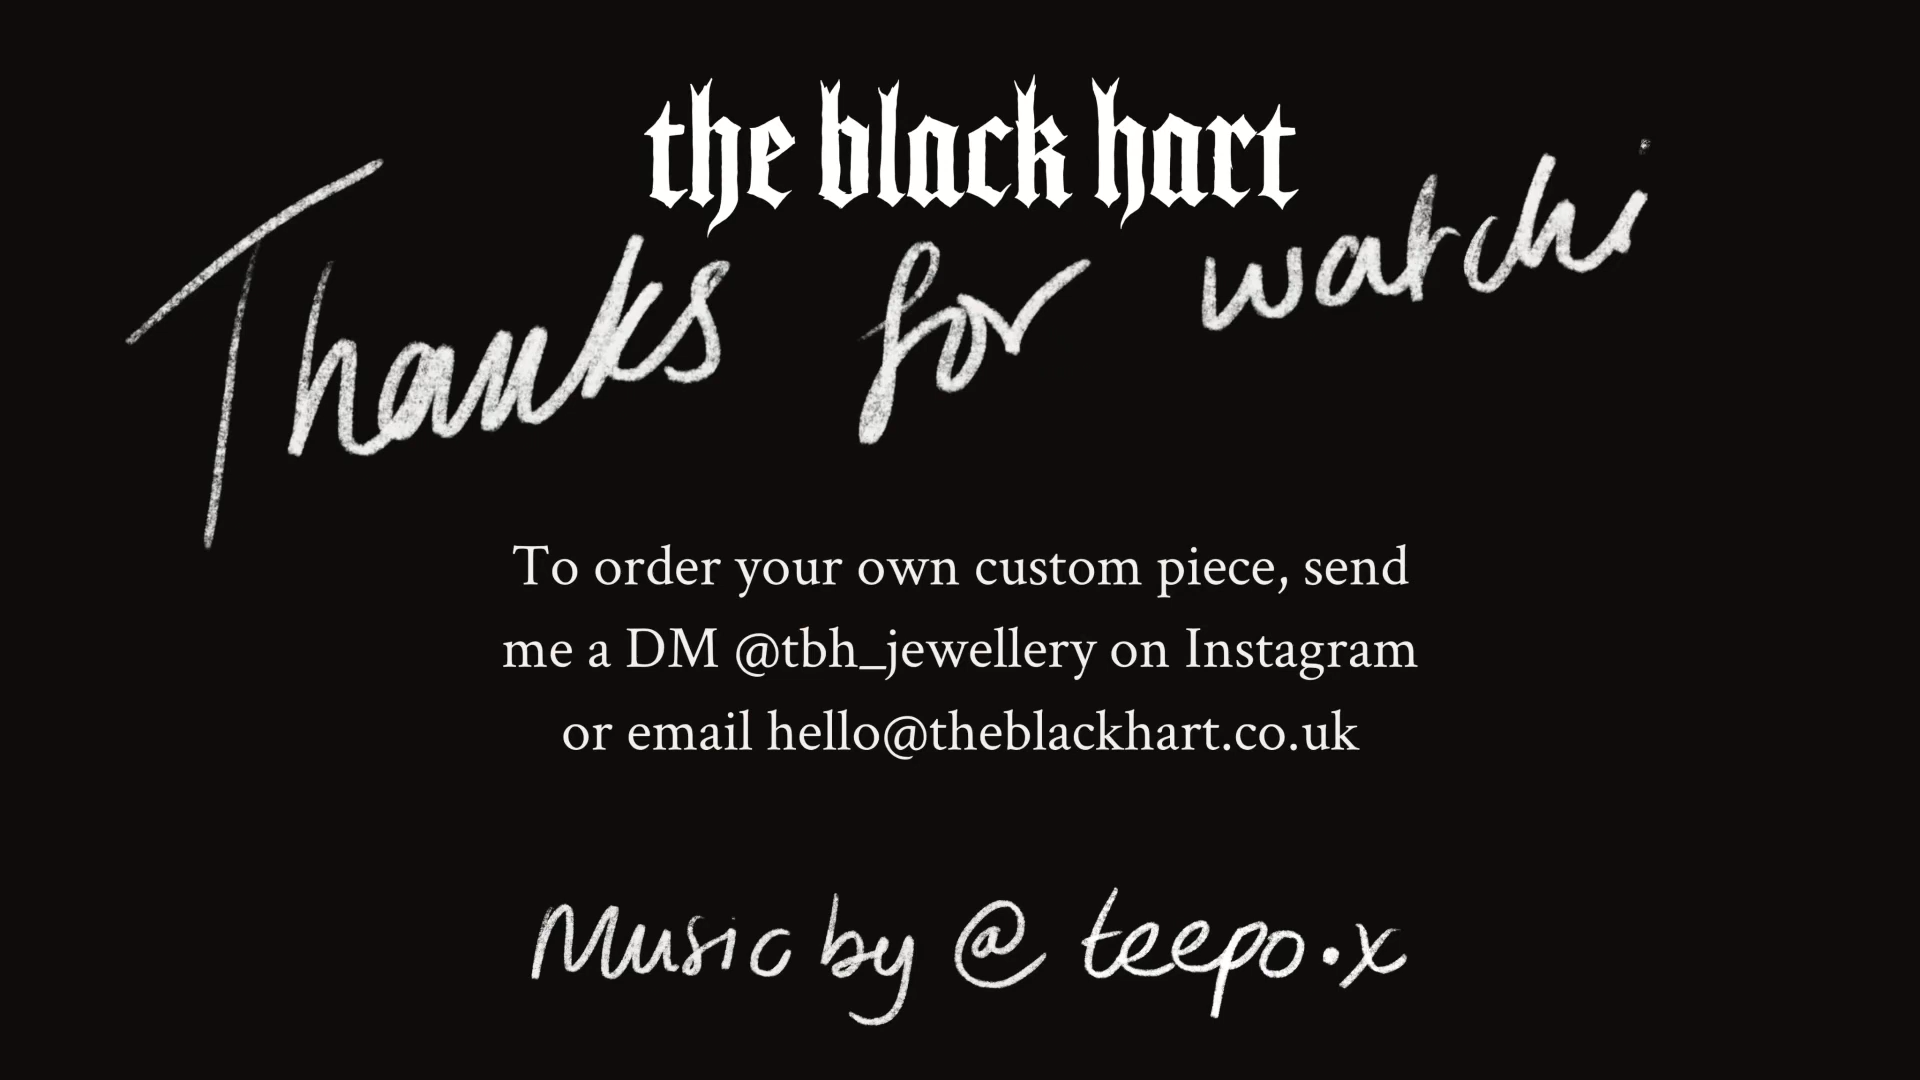 the black hart
Thanks for watchi
To order your own custom piece, send
me a DM @tbh_jewellery on Instagram
or email hello@theblackhart.co.uk
Music by @teepo.x